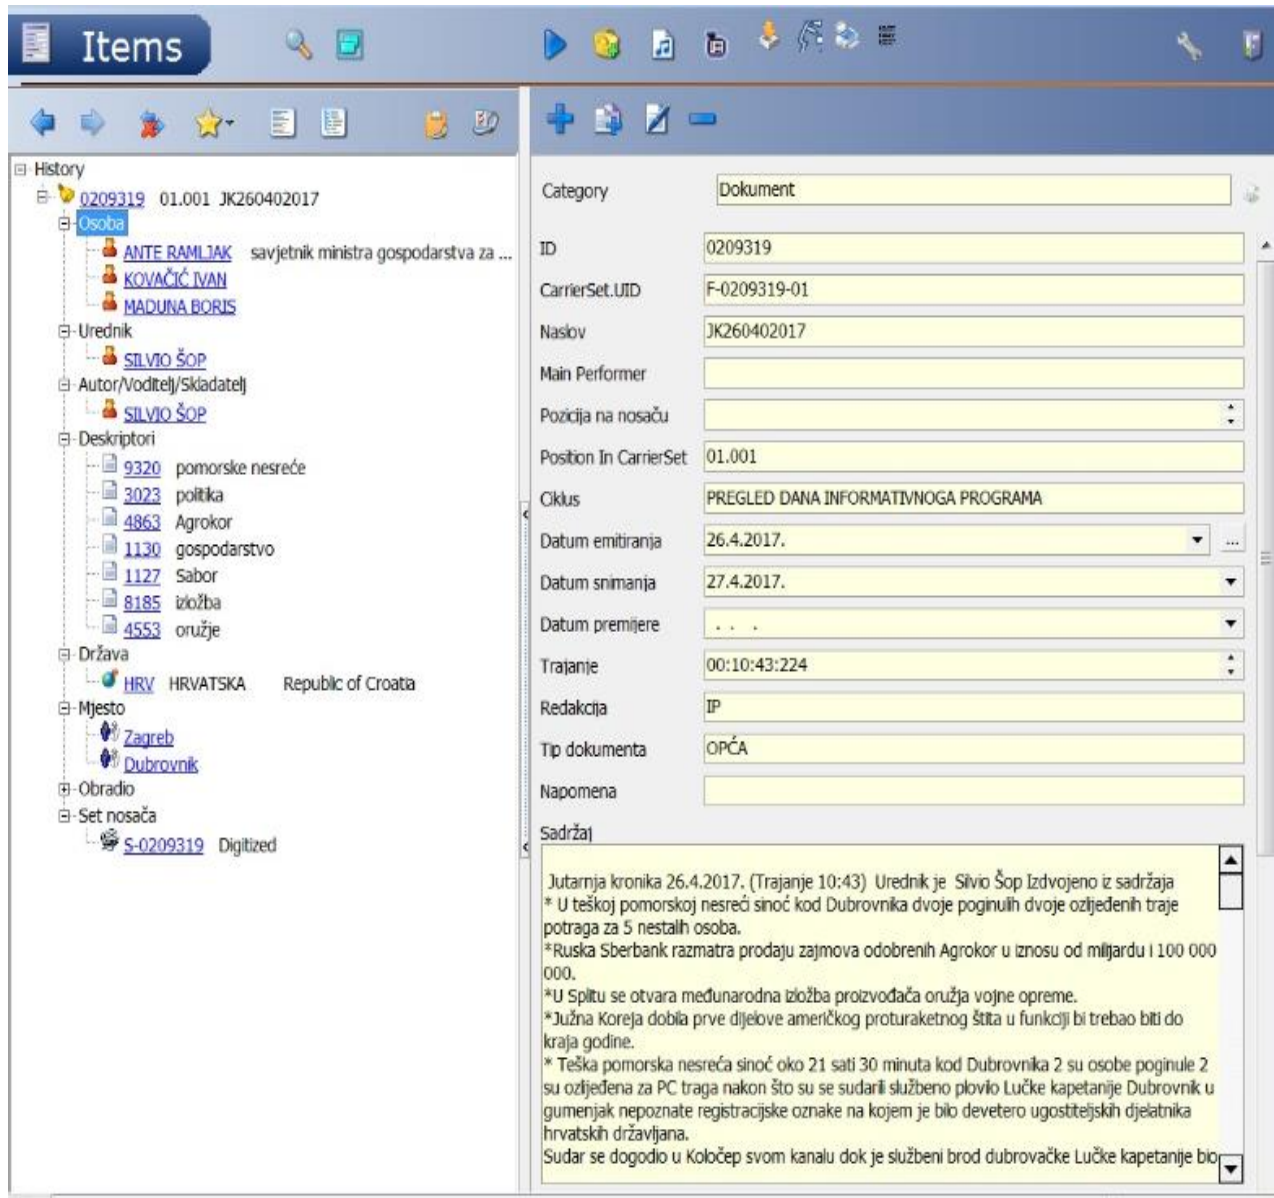 Items
History
0209319 01.001 JK260402017
Osoba
ANTE RAMLJAK savjetnik ministra gospodarstva za ...
KOVAČIĆ IVAN
MADUNA BORIS
Urednik
SILVIO ŠOP
Autor/Voditelj/Skladatelj
SILVIO ŠOP
Deskriptori
9320 pomorske nesreće
3023 politika
4863 Agrokor
1130 gospodarstvo
1127 Sabor
8185 izložba
4553 oružje
Država
HRV HRVATSKA Republic of Croatia
Mjesto
Zagreb
Dubrovnik
Obradio
Set nosača
S-0209319 Digitized
Category Dokument
ID 0209319
CarrierSet.UID F-0209319-01
Naslov JK260402017
Main Performer
Pozicija na nosaču
Position In CarrierSet 01.001
Ciklus PREGLED DANA INFORMATIVNOGA PROGRAMA
Datum emitiranja 26.4.2017. ...
Datum snimanja 27.4.2017.
Datum premijere . . .
Trajanje 00:10:43:224
Redakcija IP
Tip dokumenta OPĆA
Napomena
Sadržaj
Jutarnja kronika 26.4.2017. (Trajanje 10:43) Urednik je Silvio Šop Izdvojeno iz sadržaja
* U teškoj pomorskoj nesreći sinoć kod Dubrovnika dvoje poginulih dvoje ozlijeđenih traje
potraga za 5 nestalih osoba.
*Ruska Sberbank razmatra prodaju zajmova odobrenih Agrokor u iznosu od milijardu i 100 000
000.
*U Splitu se otvara međunarodna izložba proizvođača oružja vojne opreme.
*Južna Koreja dobila prve dijelove američkog proturaketnog štita u funkciji bi trebao biti do
kraja godine.
* Teška pomorska nesreća sinoć oko 21 sati 30 minuta kod Dubrovnika 2 su osobe poginule 2
su ozlijeđena za PC traga nakon što su se sudarili službeno plovilo Lučke kapetanije Dubrovnik u
gumenjak nepoznate registracijske oznake na kojem je bilo devetero ugostiteljskih djelatnika
hrvatskih državljana.
Sudar se dogodio u Koločep svom kanalu dok je službeni brod dubrovačke Lučke kapetanije bio